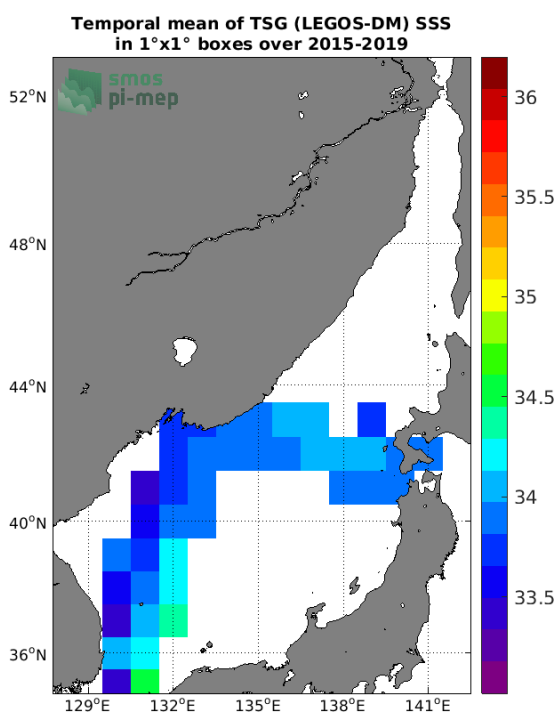 Temporal mean of TSG (LEGOS-DM) SSS
in 1°x1° boxes over 2015-2019
smos
pi-mep
52°N
48°N
44°N
40°N
36°N
129°E
132°E
135°E
138°E
141°E
36
35.5
35
34.5
34
33.5